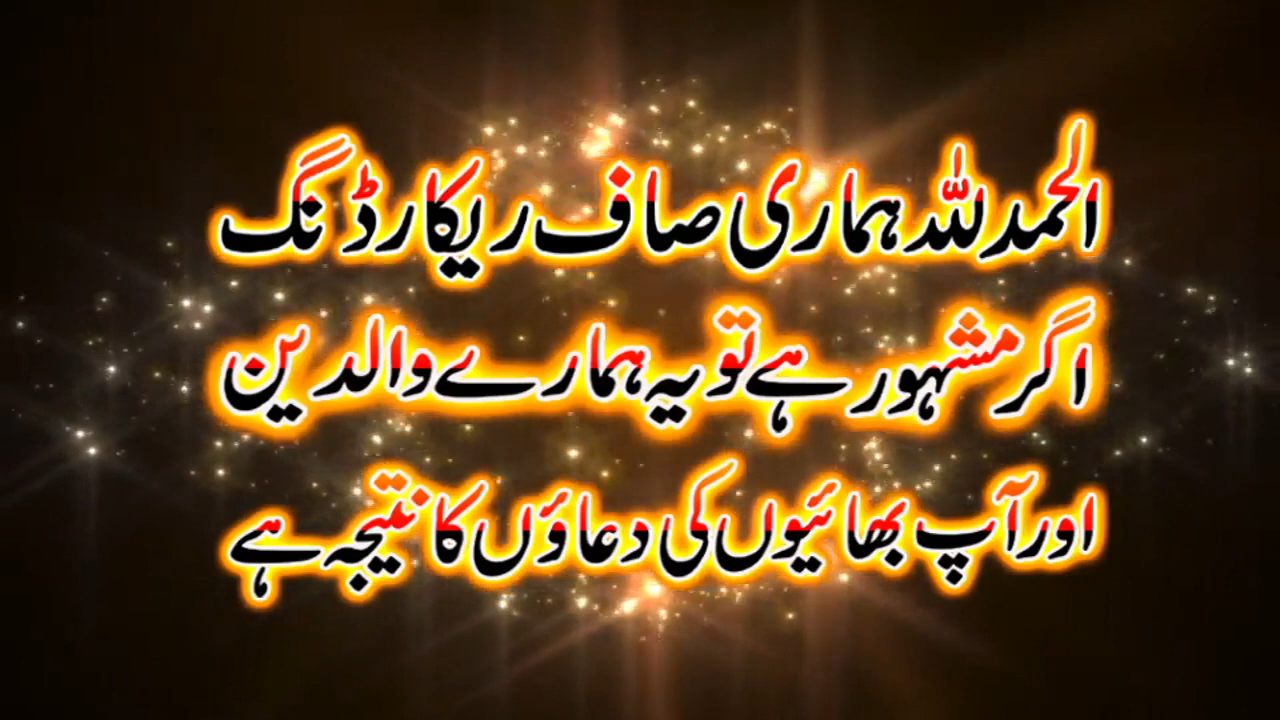 الحمدللہ ہماری صاف ریکارڈنگ
اگر مشہور ہے تو یہ ہمارے والدین
اور آپ بھائیوں کی دعاؤں کا نتیجہ ہے